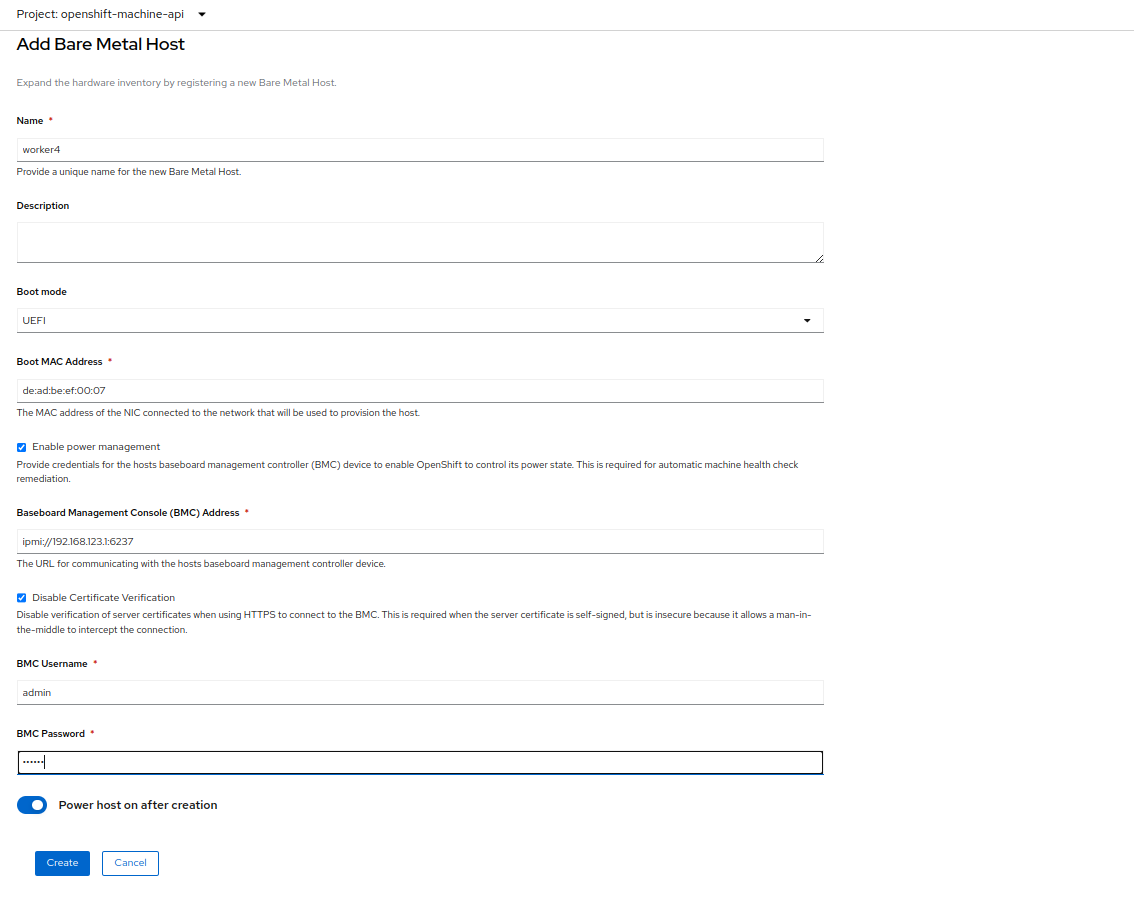 Project: openshift-machine-api
Add Bare Metal Host
Expand the hardware inventory by registering a new Bare Metal Host.
Name *
worker4
Provide a unique name for the new Bare Metal Host.
Description
Boot mode
UEFI
Boot MAC Address *
de:ad:be:ef:00:07
The MAC address of the NIC connected to the network that will be used to provision the host.
Enable power management
Provide credentials for the hosts baseboard management controller (BMC) device to enable OpenShift to control its power state. This is required for automatic machine health check
remediation.
Baseboard Management Console (BMC) Address *
ipmi://192.168.123.1:6237
The URL for communicating with the hosts baseboard management controller device.
Disable Certificate Verification
Disable verification of server certificates when using HTTPS to connect to the BMC. This is required when the server certificate is self-signed, but is insecure because it allows a man-in-
the-middle to intercept the connection.
BMC Username *
admin
BMC Password *
••••••
Power host on after creation
Create
Cancel